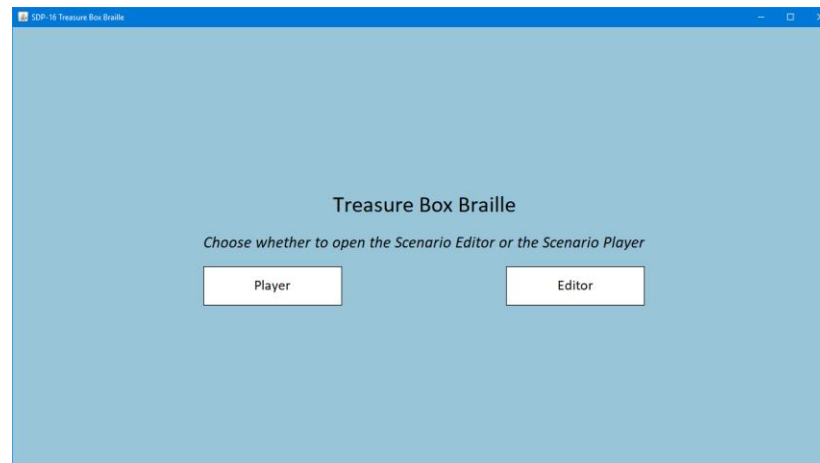 SDP-16 Treasure Box Braille
Treasure Box Braille
Choose whether to open the Scenario Editor or the Scenario Player
Player
Editor